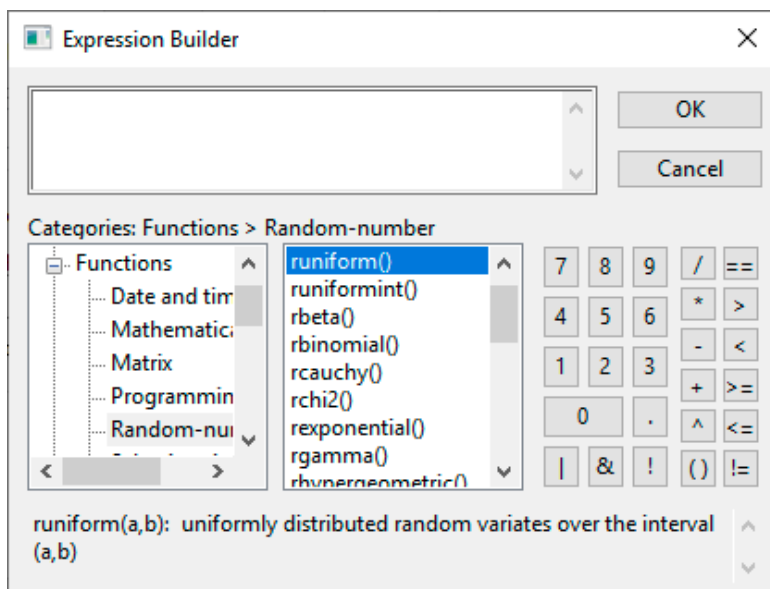 Expression Builder
OK
Cancel
Categories: Functions > Random-number
Functions
Date and tim
Mathematica
Matrix
Programmin
Random-nur
runiform()
runiformint()
rbeta()
rbinomial()
rcauchy()
rchi2()
rexponential()
rgamma()
rhypergeometric()
7 8 9 / ==
4 5 6 * >
1 2 3 - <
0 . + >=
^ <=
| & ! () !=
runiform(a,b): uniformly distributed random variates over the interval
(a,b)